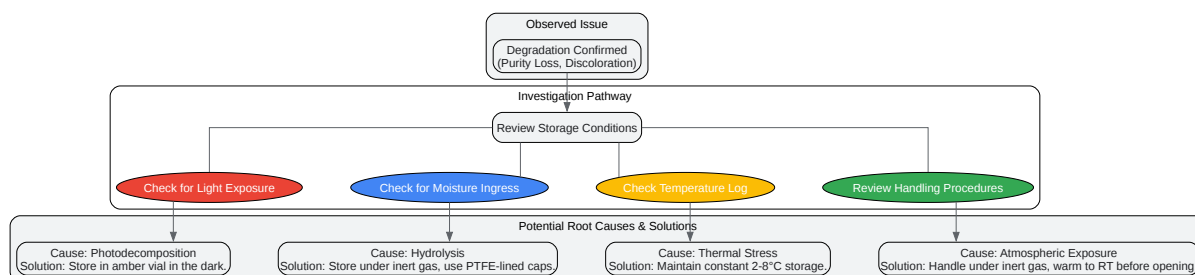 Observed Issue
Degradation Confirmed
(Purity Loss, Discoloration)
Investigation Pathway
Review Storage Conditions
Check for Light Exposure
Check for Moisture Ingress
Check Temperature Log
Review Handling Procedures
Potential Root Causes & Solutions
Cause: Photodecomposition
Solution: Store in amber vial in the dark.
Cause: Hydrolysis
Solution: Store under inert gas, use PTFE-lined caps.
Cause: Thermal Stress
Solution: Maintain constant 2-8°C storage.
Cause: Atmospheric Exposure
Solution: Handle under inert gas, warm to RT before opening.